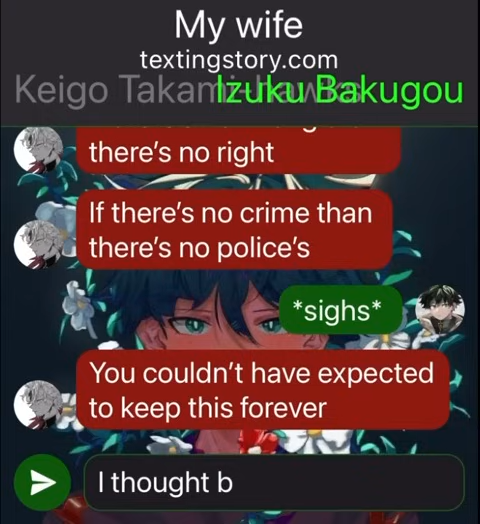 My wife
textingstory.com
Keigo Takami-hawks
Izuku Bakugou
there's no right
If there's no crime than
there's no police's
*sighs*
You couldn't have expected
to keep this forever
I thought b